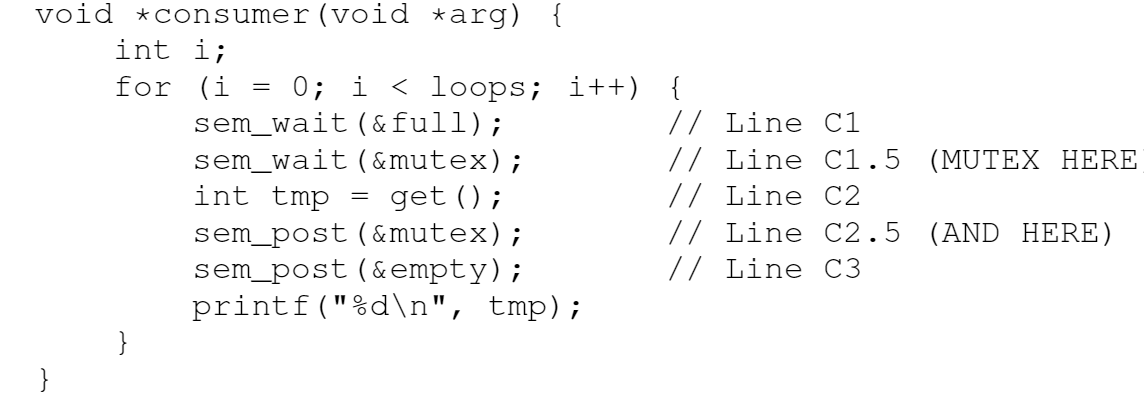 void *consumer(void *arg) {
    int i;
    for (i = 0; i < loops; i++) {
        sem_wait(&full);        // Line C1
        sem_wait(&mutex);       // Line C1.5 (MUTEX HERE)
        int tmp = get();        // Line C2
        sem_post(&mutex);       // Line C2.5 (AND HERE)
        sem_post(&empty);       // Line C3
        printf("%d\n", tmp);
    }
}